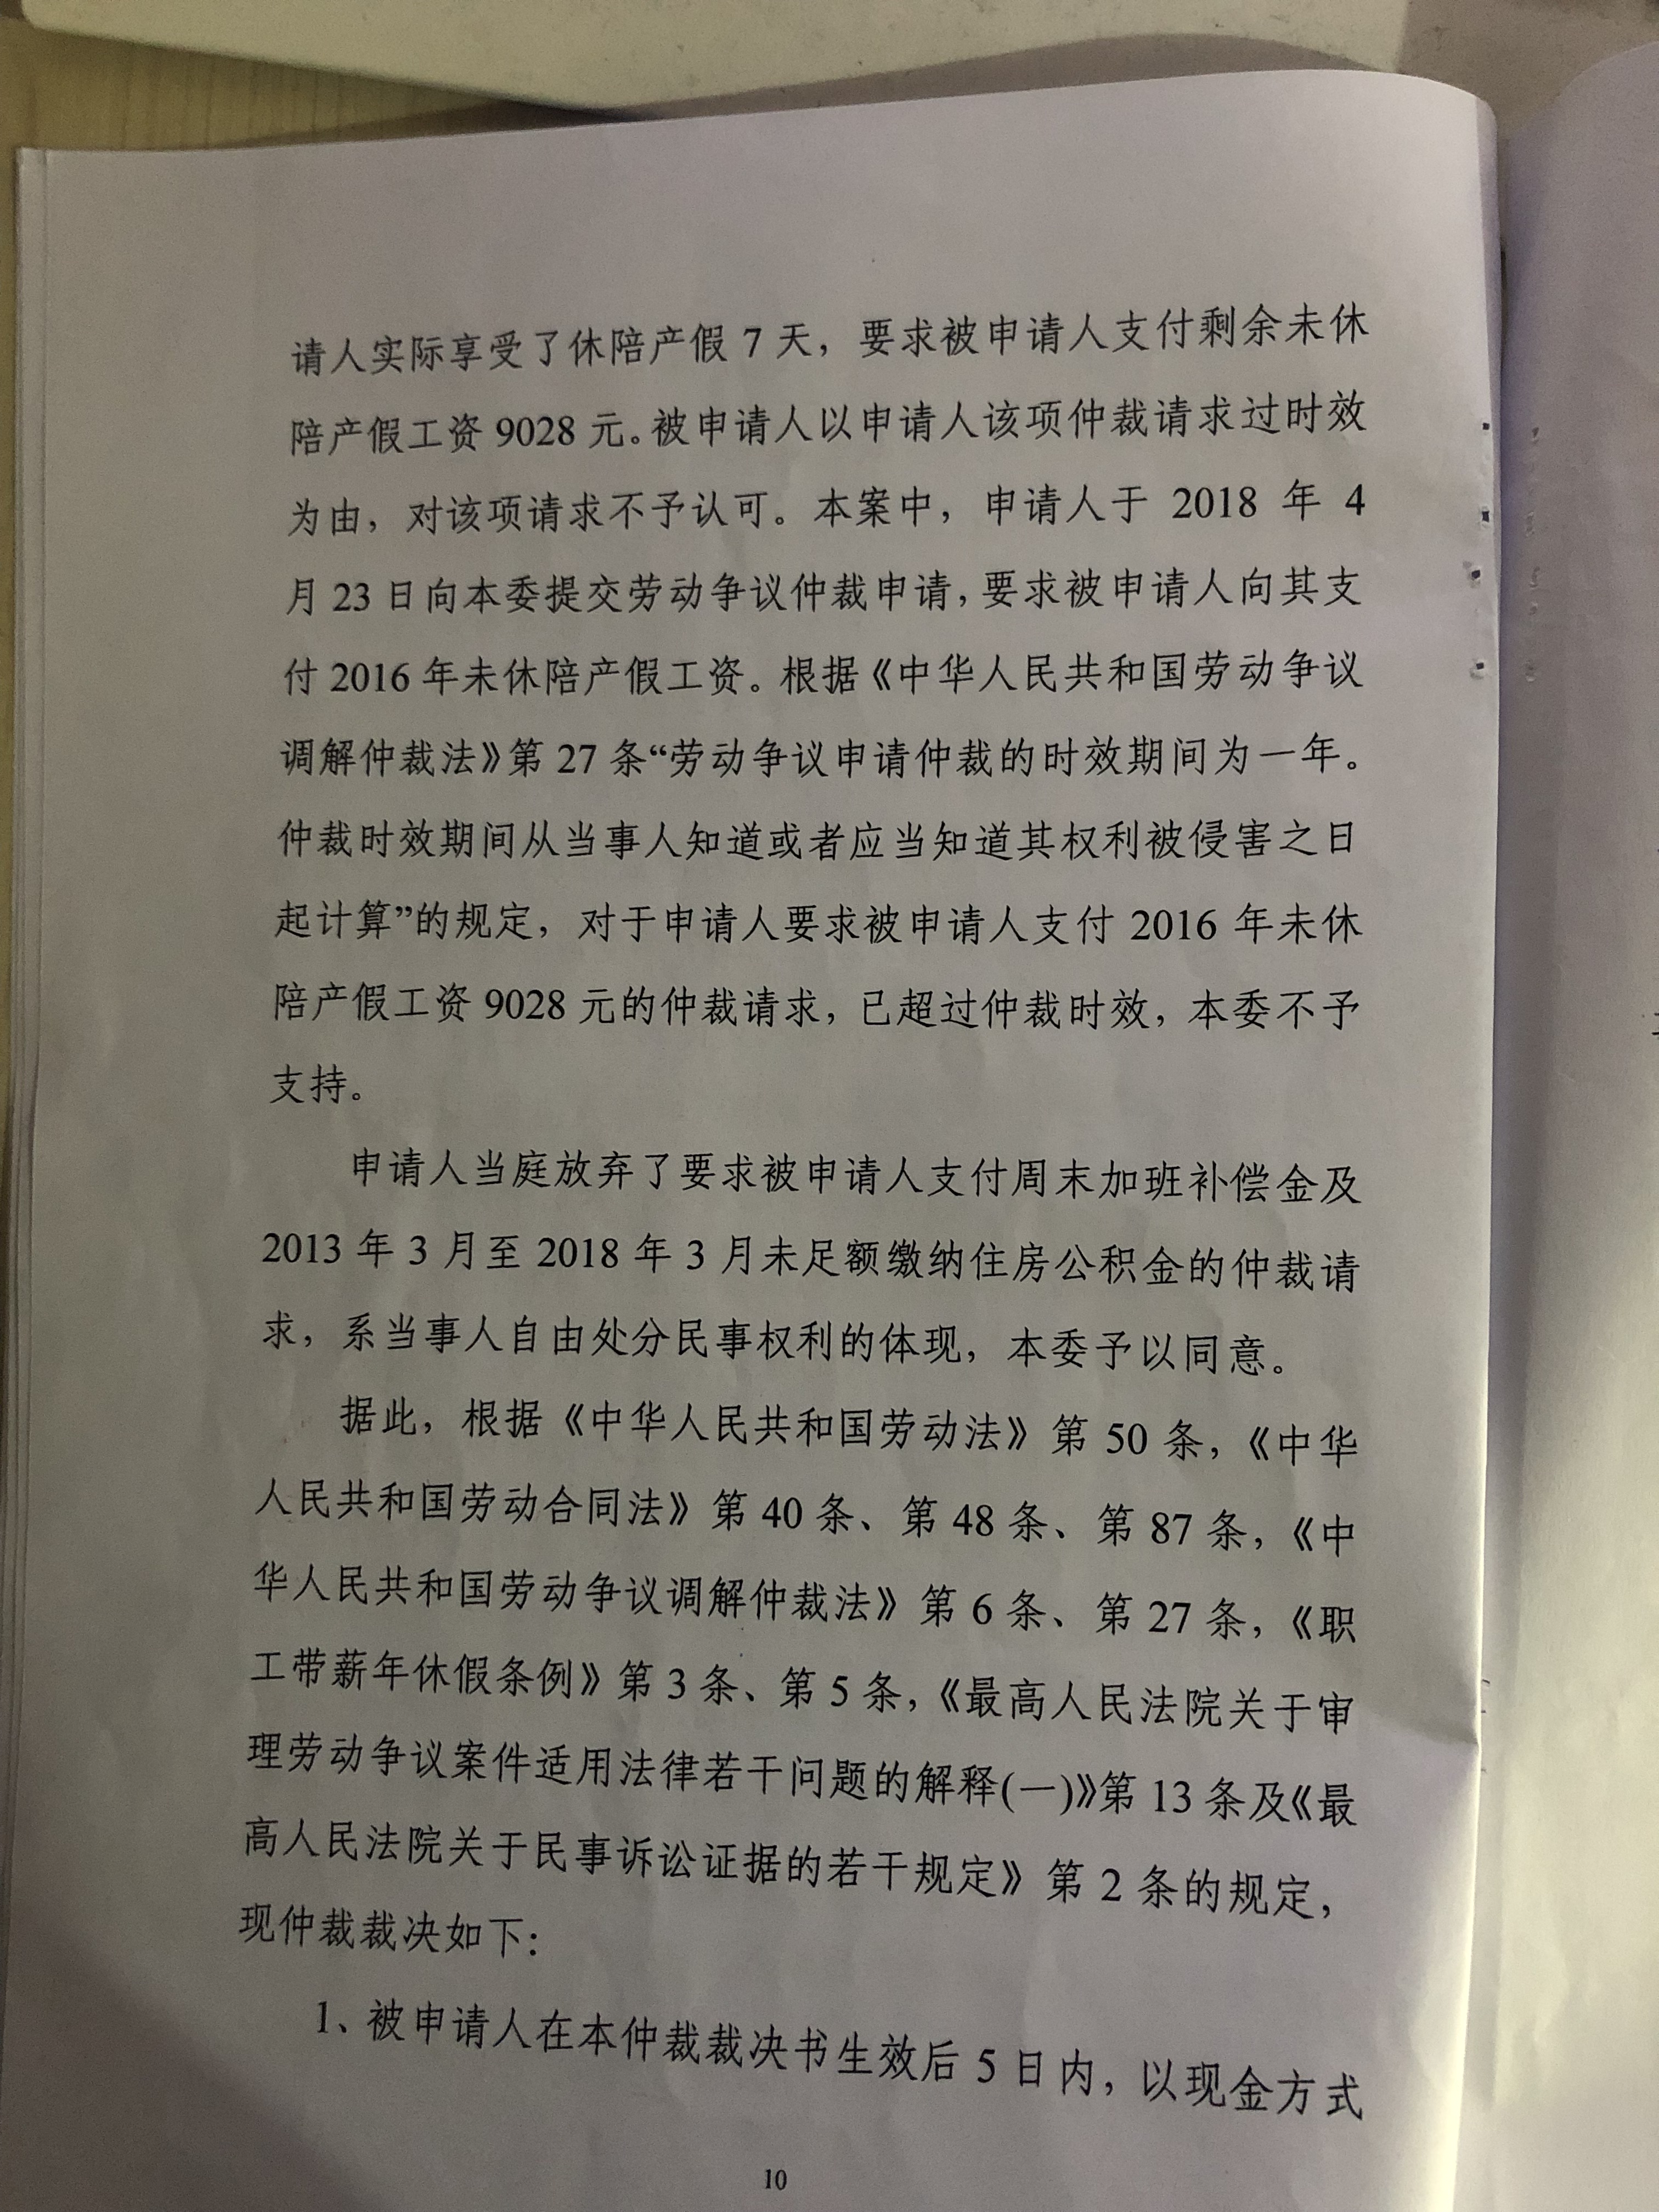 请人实际享受了休陪产假 7 天，要求被申请人支付剩余未休
陪产假工资 9028 元。被申请人以申请人该项仲裁请求过时效
为由，对该项请求不予认可。本案中，申请人于 2018 年 4
月 23 日向本委提交劳动争议仲裁申请，要求被申请人向其支
付 2016 年未休陪产假工资。根据《中华人民共和国劳动争议
调解仲裁法》第 27 条“劳动争议申请仲裁的时效期间为一年。
仲裁时效期间从当事人知道或者应当知道其权利被侵害之日
起计算”的规定，对于申请人要求被申请人支付 2016 年未休
陪产假工资 9028 元的仲裁请求，已超过仲裁时效，本委不予
支持。
申请人当庭放弃了要求被申请人支付周末加班补偿金及
2013 年 3 月至 2018 年 3 月未足额缴纳住房公积金的仲裁请
求，系当事人自由处分民事权利的体现，本委予以同意。
据此，根据《中华人民共和国劳动法》第 50 条，《中华
人民共和国劳动合同法》第 40 条、第 48 条、第 87 条，《中
华人民共和国劳动争议调解仲裁法》第 6 条、第 27 条，《职
工带薪年休假条例》第 3 条、第 5 条，《最高人民法院关于审
理劳动争议案件适用法律若干问题的解释(一)》第 13 条及《最
高人民法院关于民事诉讼证据的若干规定》第 2 条的规定，
现仲裁裁决如下：
1、被申请人在本仲裁裁决书生效后 5 日内，以现金方式
10